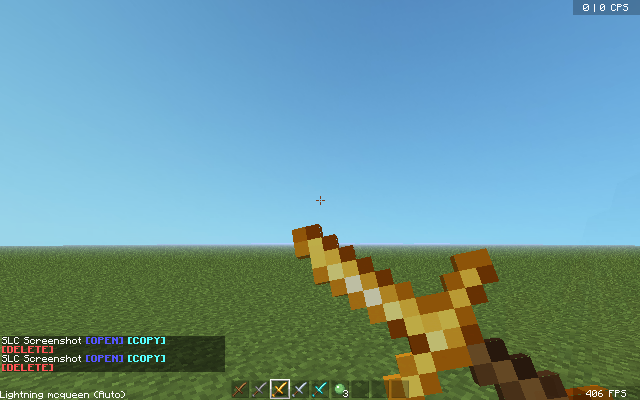 0 | 0 CPS
SLC Screenshot [OPEN] [COPY]
[DELETE]
SLC Screenshot [OPEN] [COPY]
[DELETE]
3
Lightning mcqueen (Auto)
406 FPS